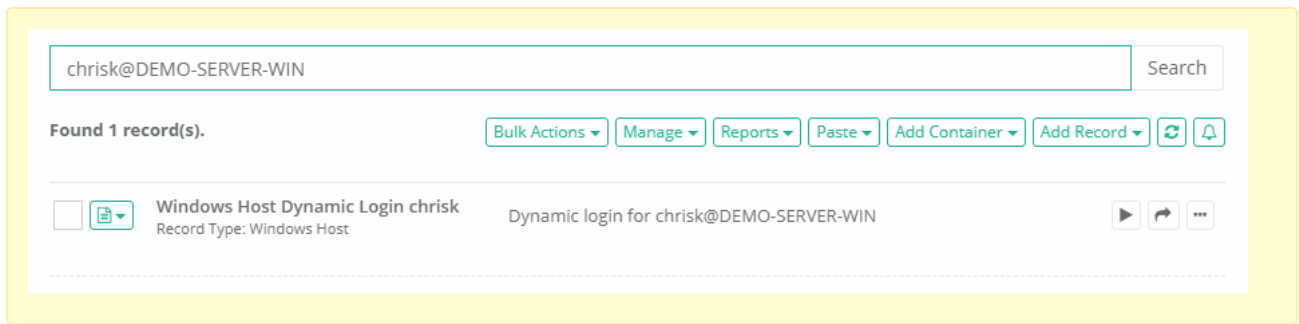 chrisk@DEMO-SERVER-WIN Search
Found 1 record(s). Bulk Actions Manage Reports Paste Add Container Add Record
Windows Host Dynamic Login chrisk Dynamic login for chrisk@DEMO-SERVER-WIN
Record Type: Windows Host